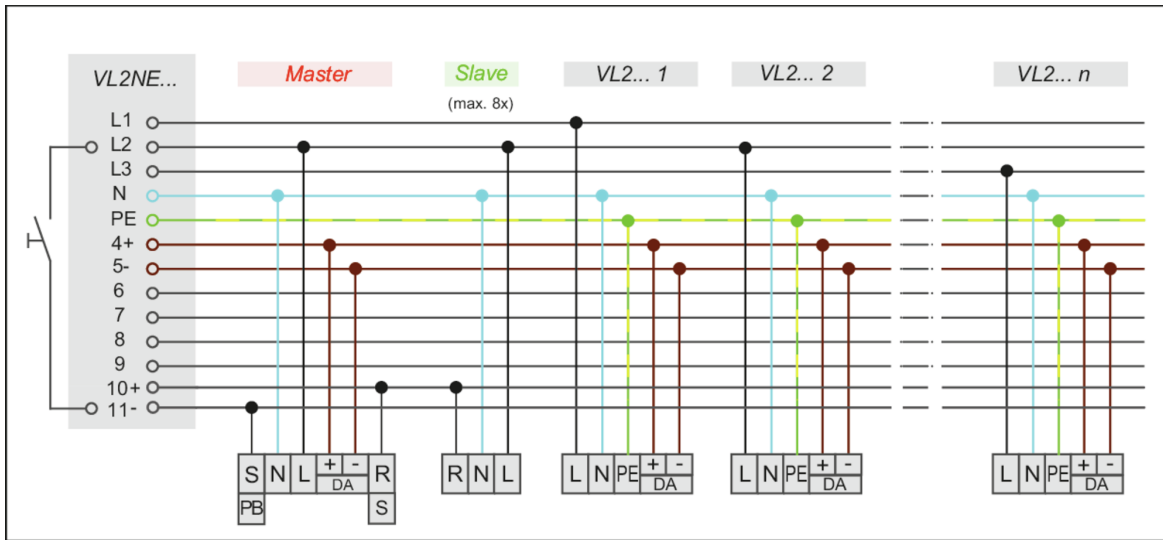 VL2NE...
Master
Slave
(max. 8x)
VL2... 1
VL2... 2
VL2... n
L1
L2
L3
N
PE
4+
5-
6
7
8
9
10+
11-
S N L + - R
DA
PB S
R N L
L N PE + -
DA
L N PE + -
DA
L N PE + -
DA